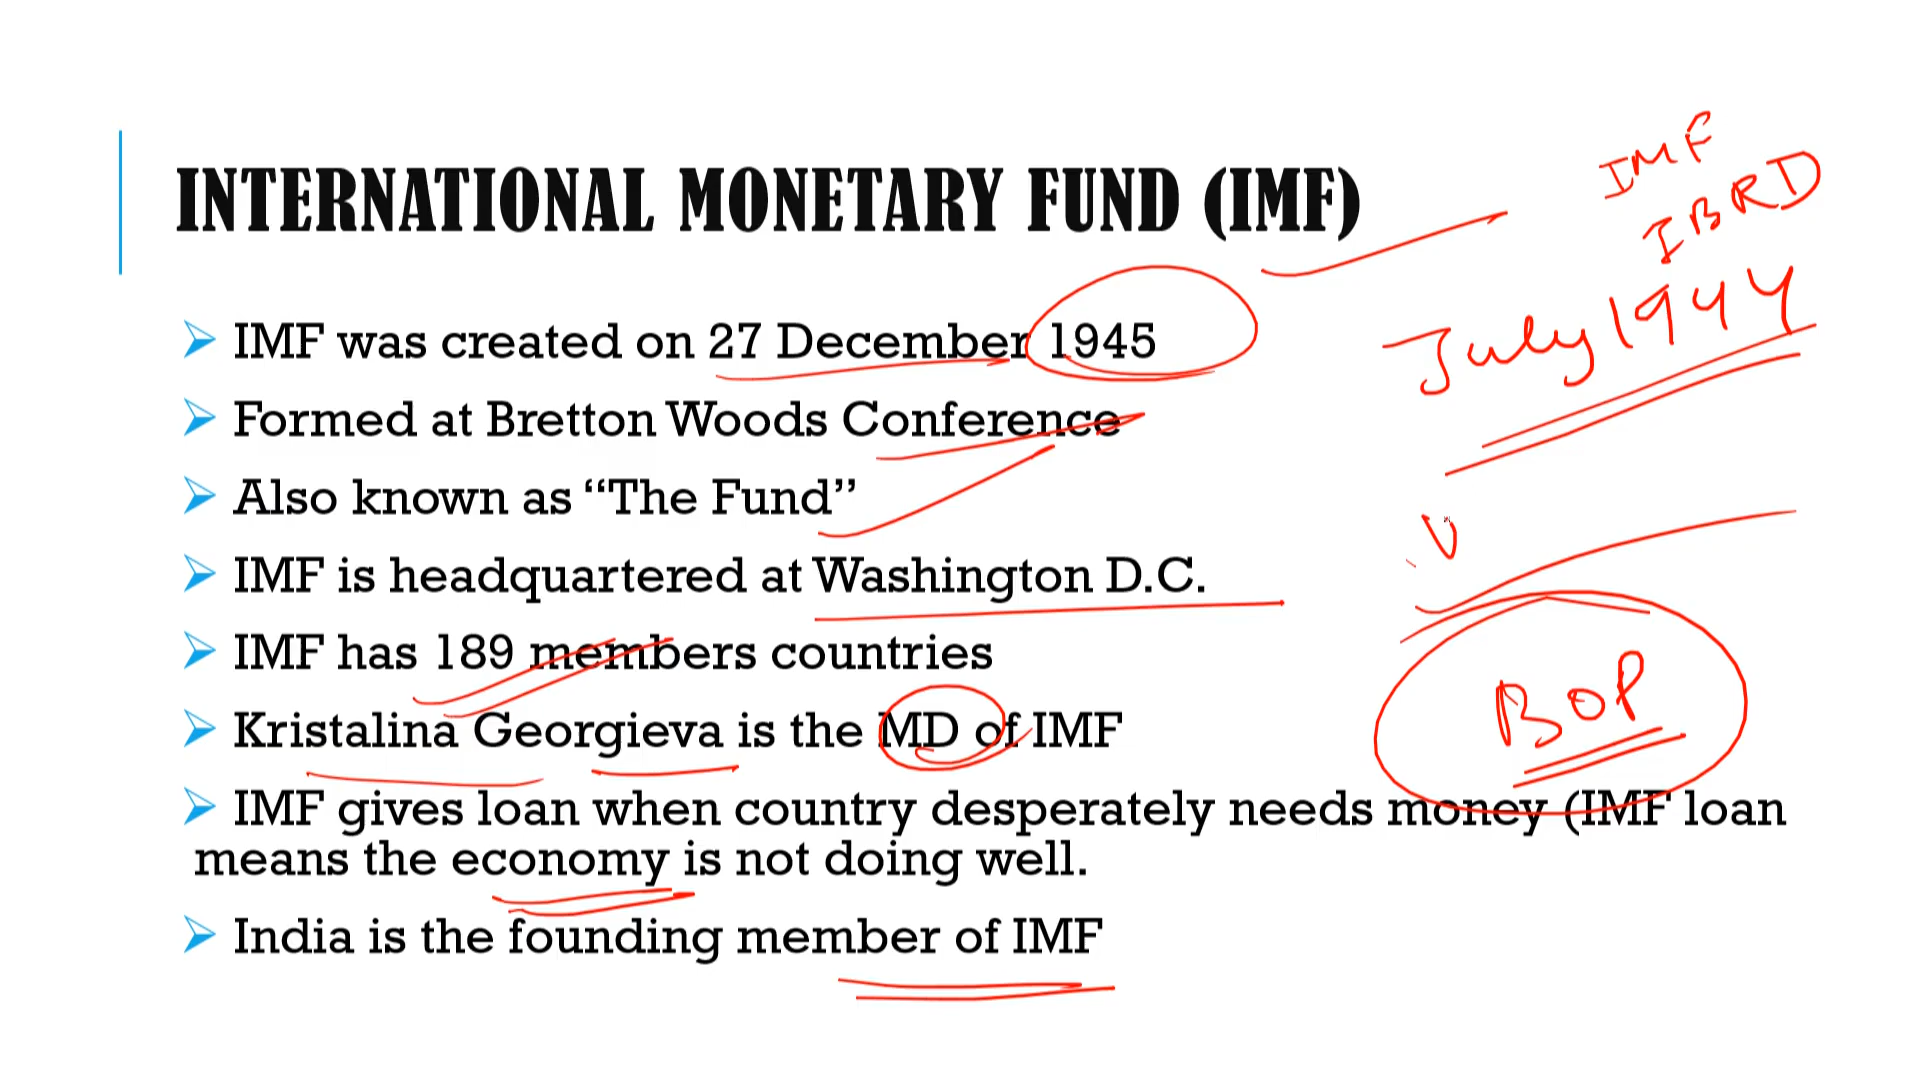 INTERNATIONAL MONETARY FUND (IMF)
IMF
IBRD
July 1944
IMF was created on 27 December 1945
Formed at Bretton Woods Conference
Also known as “The Fund”
IMF is headquartered at Washington D.C.
IMF has 189 members countries
BOP
Kristalina Georgieva is the MD of IMF
IMF gives loan when country desperately needs money (IMF loan
means the economy is not doing well.
India is the founding member of IMF